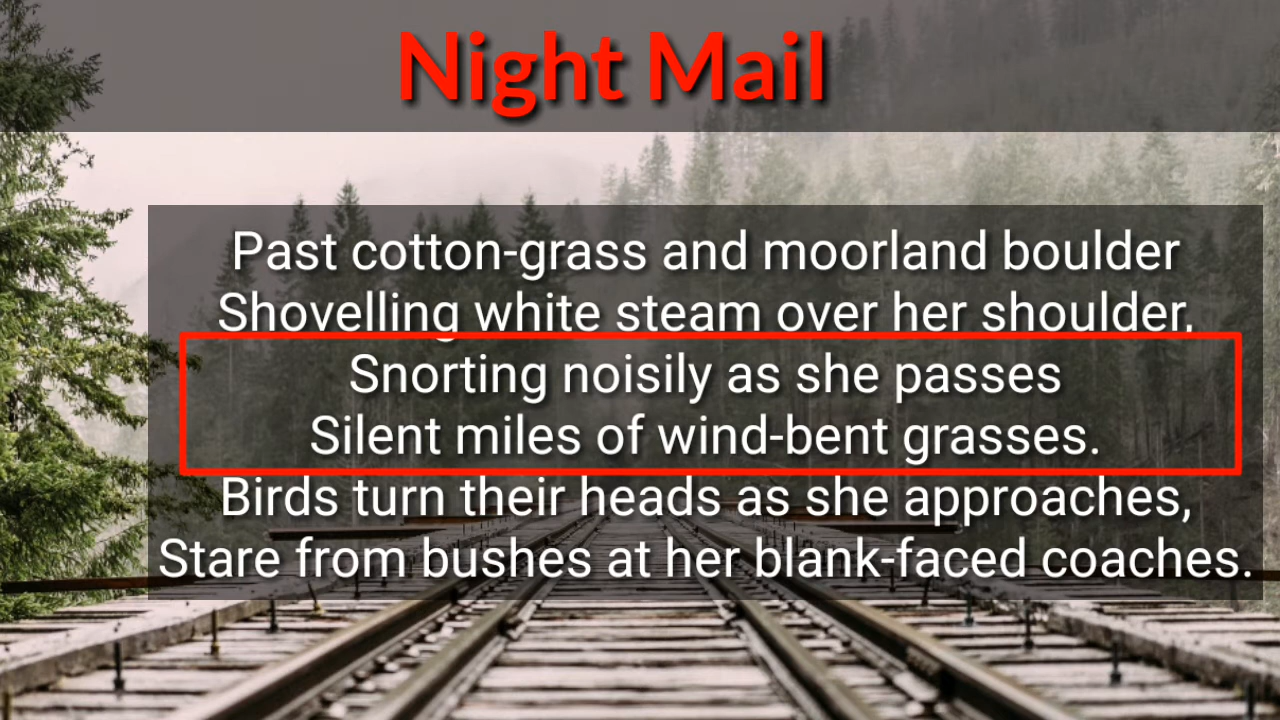 Night Mail
Past cotton-grass and moorland boulder
Shovelling white steam over her shoulder,
Snorting noisily as she passes
Silent miles of wind-bent grasses.
Birds turn their heads as she approaches,
Stare from bushes at her blank-faced coaches.